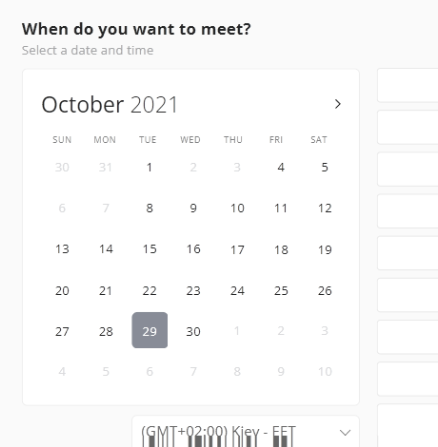 When do you want to meet?
Select a date and time
October 2021
SUN MON TUE WED THU FRI SAT
30 31 1 2 3 4 5
6 7 8 9 10 11 12
13 14 15 16 17 18 19
20 21 22 23 24 25 26
27 28 29 30 1 2 3
4 5 6 7 8 9 10
(GMT+02:00) Kiev - EET